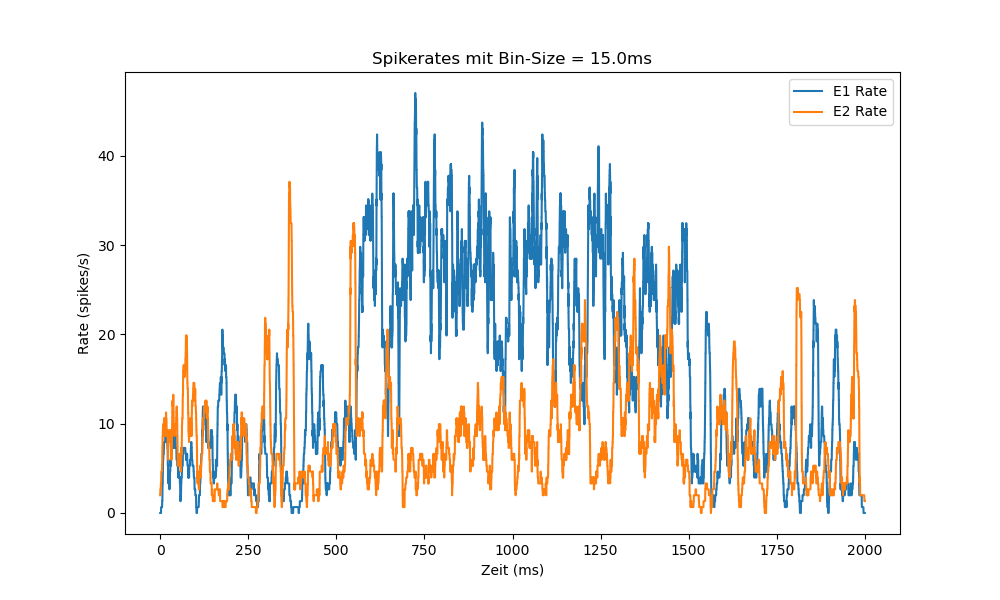 Spikerates mit Bin-Size = 15.0ms
E1 Rate
E2 Rate
Rate (spikes/s)
40
30
20
10
0
0 250 500 750 1000 1250 1500 1750 2000
Zeit (ms)